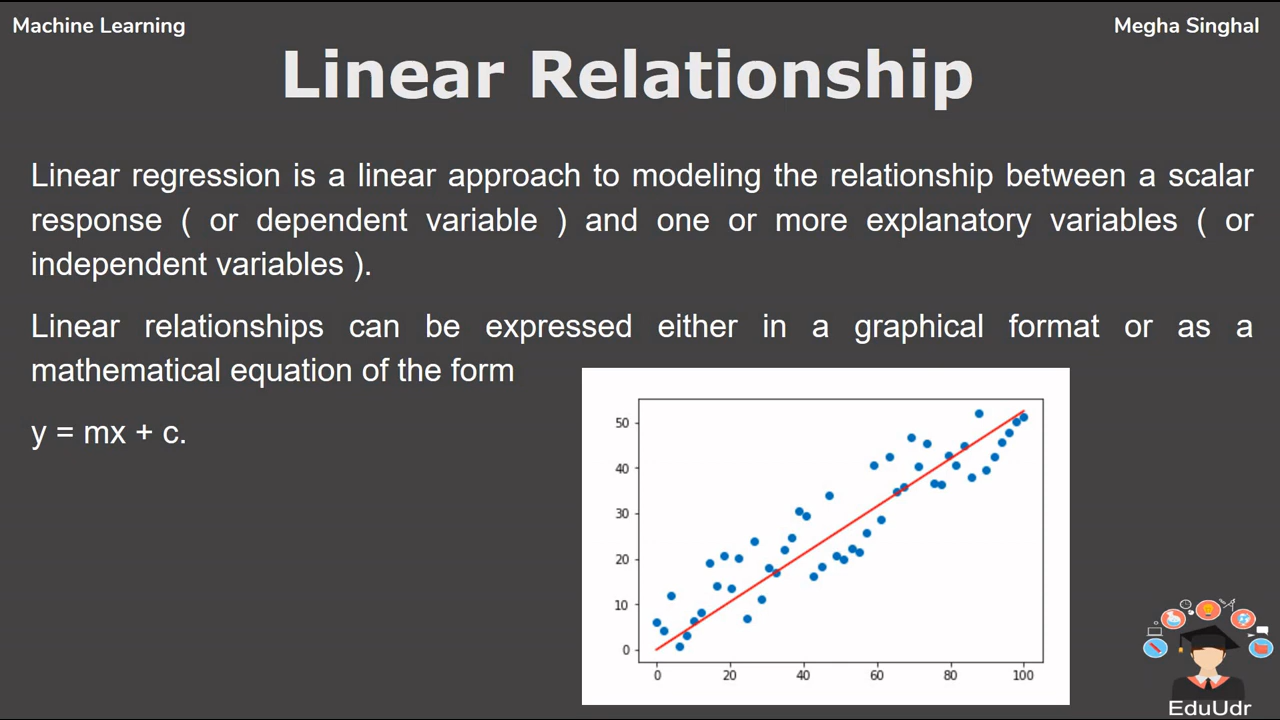 Machine Learning
Megha Singhal
Linear Relationship
Linear regression is a linear approach to modeling the relationship between a scalar
response ( or dependent variable ) and one or more explanatory variables ( or
independent variables ).
Linear relationships can be expressed either in a graphical format or as a
mathematical equation of the form
y = mx + c.
50
40
30
20
10
0
0 20 40 60 80 100
EduUdr